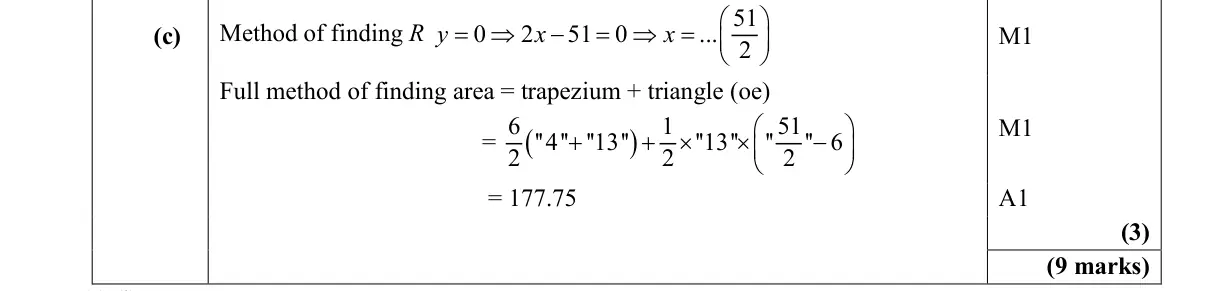 (c) Method of finding R y = 0 ⇒ 2x − 51 = 0 ⇒ x = ...(51/2) M1
Full method of finding area = trapezium + triangle (oe)
= 6/2 ("4"+"13") + 1/2 × "13" × ("51/2" − 6) M1
= 177.75 A1
(3)
(9 marks)